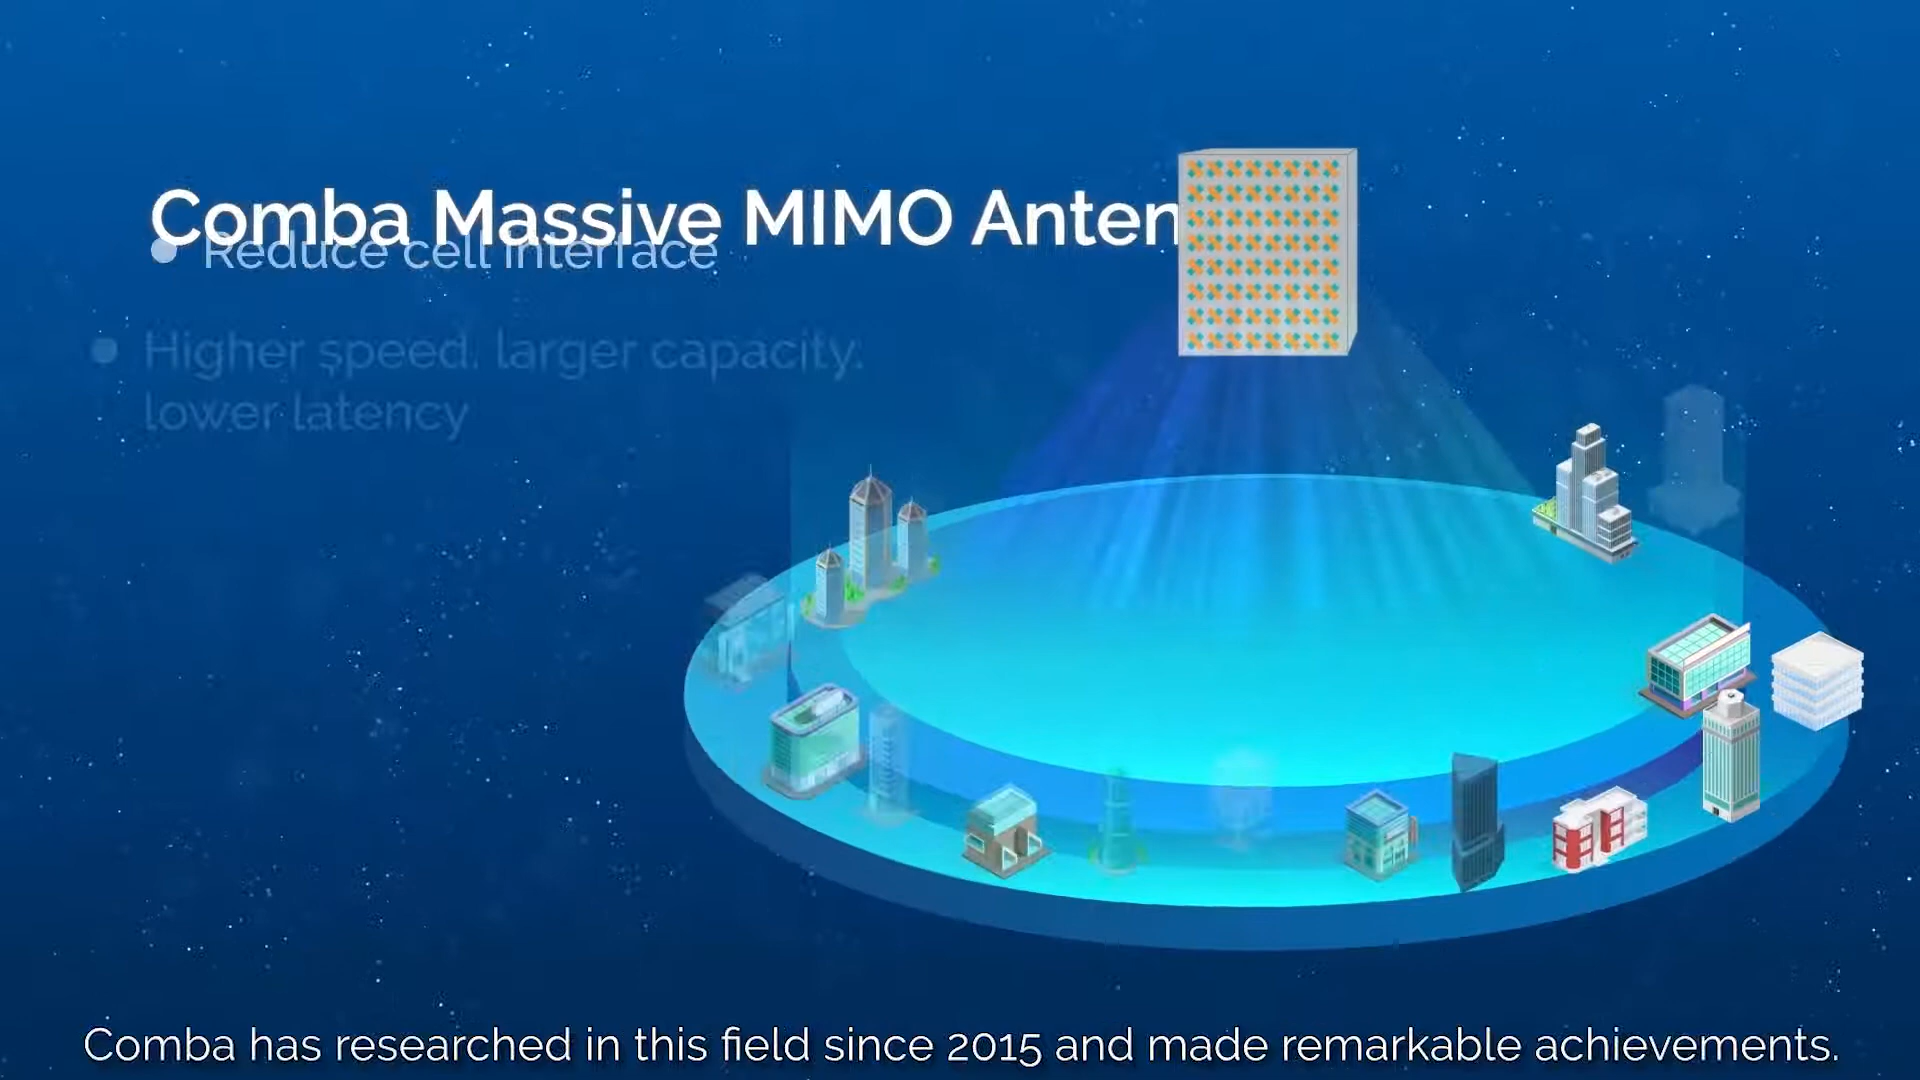 Comba Massive MIMO Anten
Reduce cell interface
Higher speed, larger capacity,
lower latency
Comba has researched in this field since 2015 and made remarkable achievements.